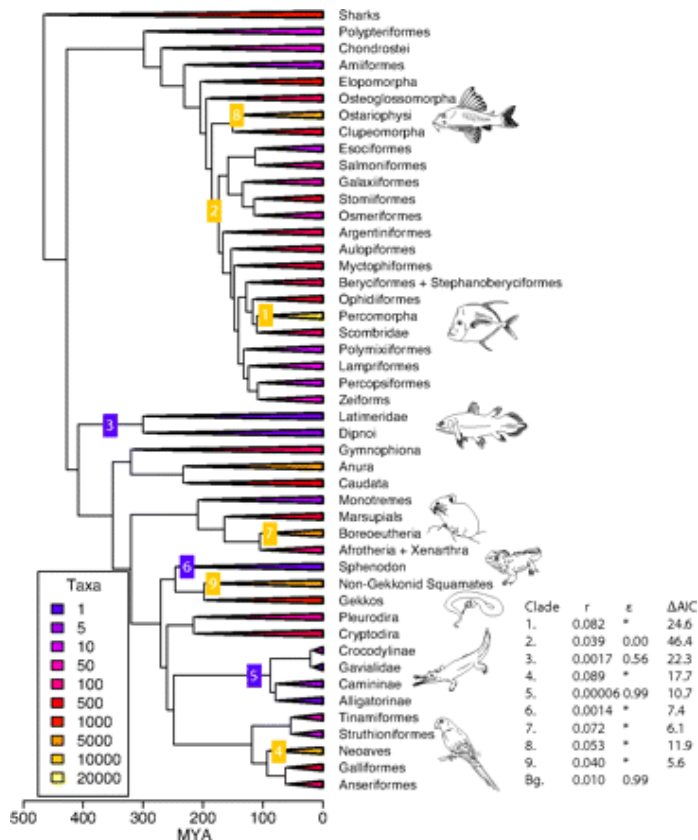 Sharks
Polypteriformes
Chondrostei
Amiiformes
Elopomorpha
Osteoglossomorpha
8 Ostariophysi
Clupeomorpha
Esociformes
Salmoniformes
Galaxiiformes
2 Stomiiformes
Osmeriformes
Argentiniformes
Aulopiformes
Myctophiformes
Beryciformes + Stephanoberyciformes
Ophidiformes
1 Percomorpha
Scombridae
Polymixiiformes
Lampriformes
Percopsiformes
Zeiforms
Latimeridae
3 Dipnoi
Gymnophiona
Anura
Caudata
Monotremes
Marsupials
7 Boreoeutheria
Afrotheria + Xenarthra
6 Sphenodon
9 Non-Gekkonid Squamates
Gekkos
Pleurodira
Cryptodira
Crocodylinae
Gavialidae
5 Camininae
Alligatorinae
Tinamiformes
Struthioniformes
4 Neoaves
Galliformes
Anseriformes
Taxa
1
5
10
50
100
500
1000
5000
10000
20000
Clade r ε ΔAIC
1. 0.082 * 24.6
2. 0.039 0.00 46.4
3. 0.0017 0.56 22.3
4. 0.089 * 17.7
5. 0.00006 0.99 10.7
6. 0.0014 * 7.4
7. 0.072 * 6.1
8. 0.053 * 11.9
9. 0.040 * 5.6
Bg. 0.010 0.99
500 400 300 200 100 0
MYA